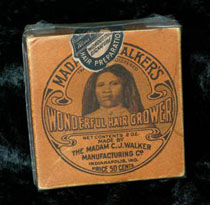 MADAM C.J. WALKER'S
HAIR PREPARATION
WONDERFUL HAIR GROWER
NET CONTENTS 2 OZ.
MADE BY
THE MADAM C.J. WALKER
MANUFACTURING CO
INDIANAPOLIS, IND.
PRICE 50 CENTS